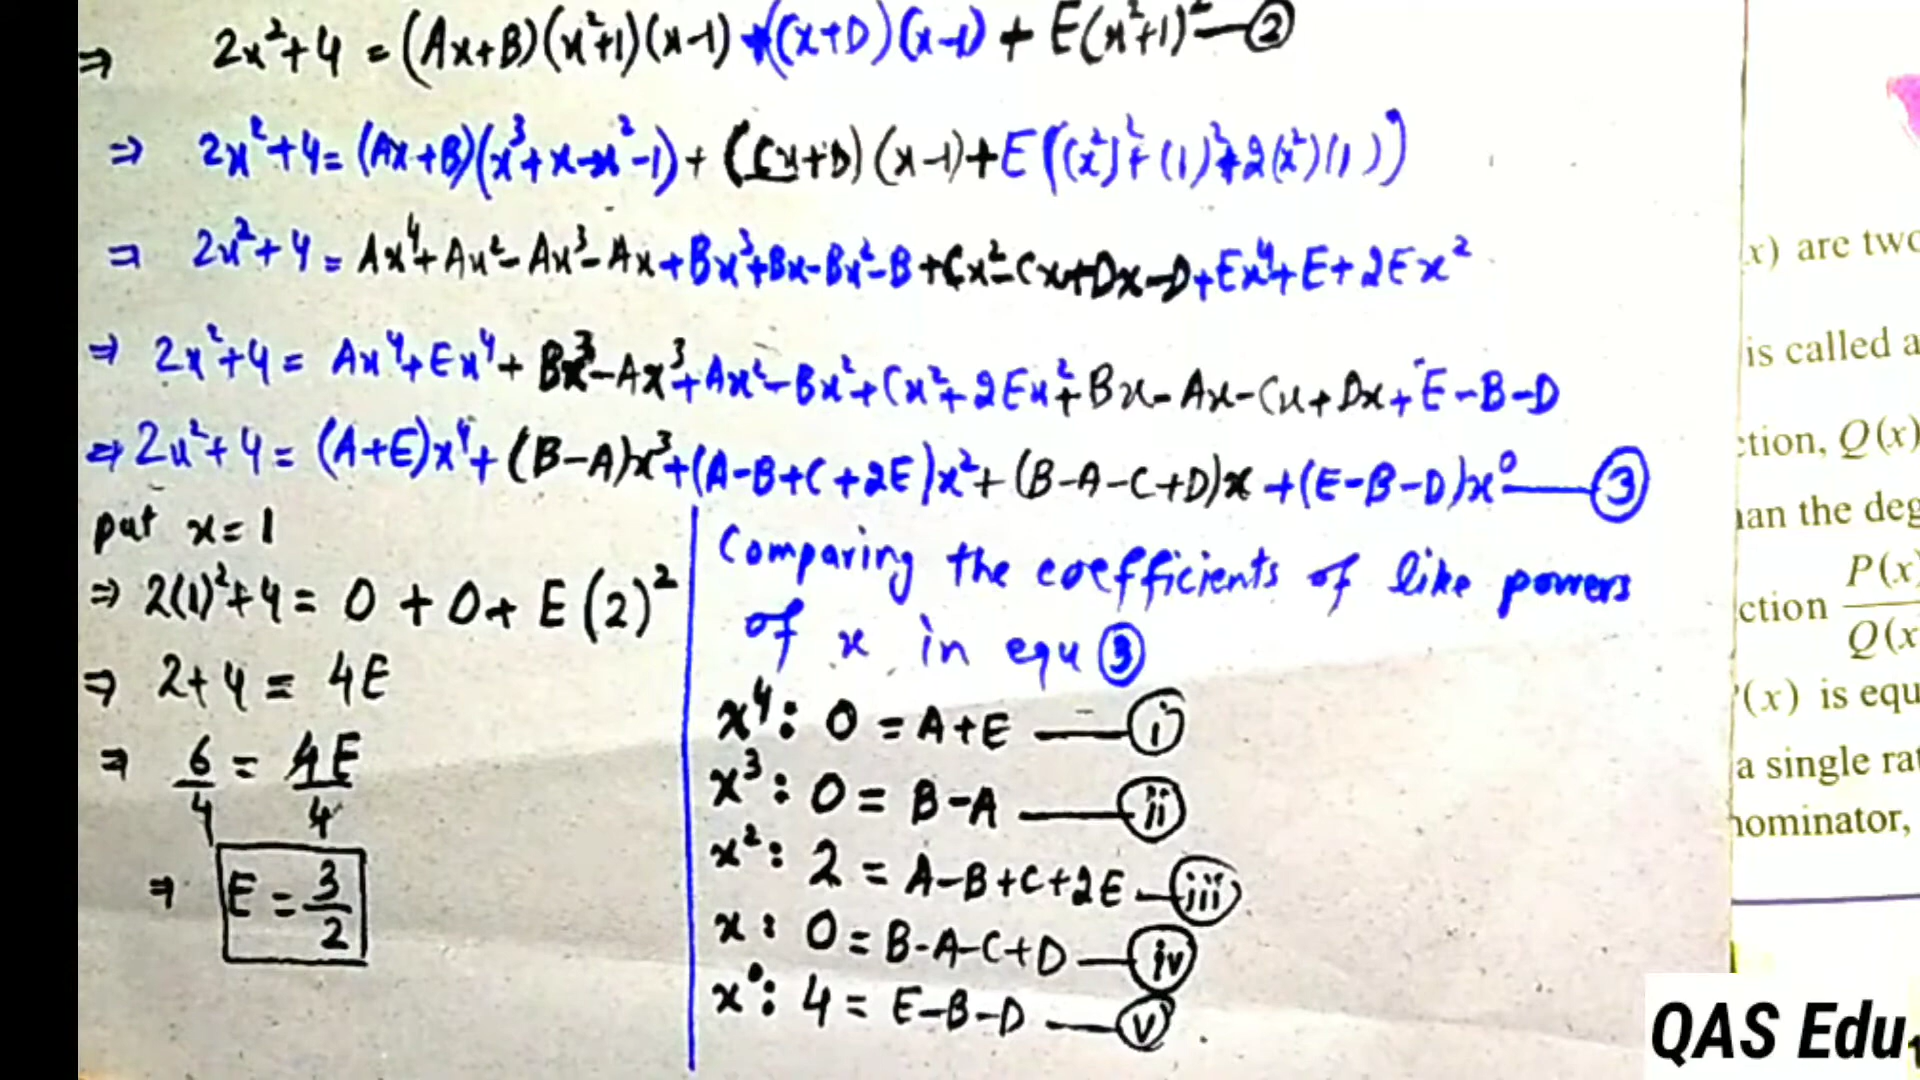 ⇒ 2x²+4 = (Ax+B)(x²+1)(x-1)+(Cx+D)(x-1) + E(x²+1)² — ②
⇒ 2x²+4 = (Ax+B)(x³+x-x²-1) + (Cx+D)(x-1)+E((x²)²+(1)²+2(x²)(1))
⇒ 2x²+4 = Ax⁴+Ax²-Ax³-Ax+Bx³+Bx-Bx²-B+Cx²-Cx+Dx-D+Ex⁴+E+2Ex²
⇒ 2x²+4 = Ax⁴+Ex⁴+Bx³-Ax³+Ax²-Bx²+Cx²+2Ex²+Bx-Ax-Cx+Dx+E-B-D
⇒ 2x²+4 = (A+E)x⁴+(B-A)x³+(A-B+C+2E)x²+(B-A-C+D)x+(E-B-D)x⁰ — ③
put x=1
⇒ 2(1)²+4 = 0 + 0 + E(2)²
⇒ 2+4 = 4E
⇒ 6/4 = 4E/4
⇒ E = 3/2
Comparing the coefficients of like powers
of x in equ ③
x⁴: 0 = A+E — (i)
x³: 0 = B-A — (ii)
x²: 2 = A-B+C+2E — (iii)
x: 0 = B-A-C+D — (iv)
x⁰: 4 = E-B-D — (v)
x) are two
is called a
ction, Q(x)
an the deg
ction P(x)/Q(x
(x) is equ
a single rat
nominator,
QAS Edu